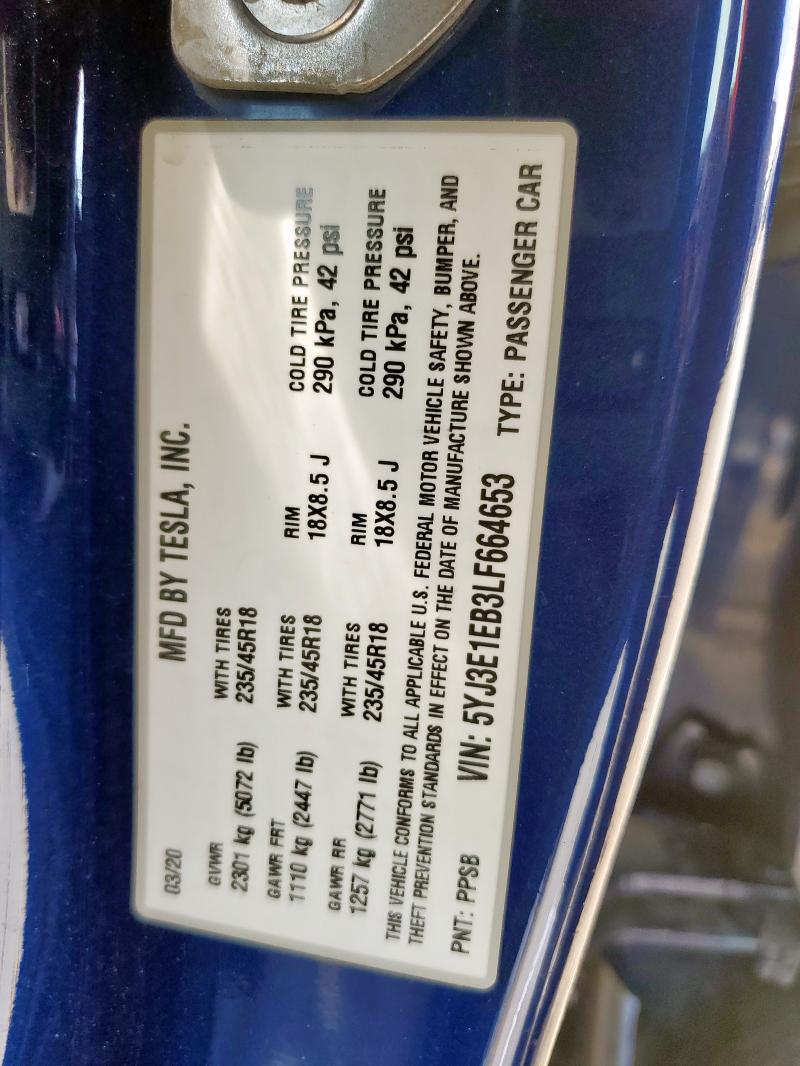 MFD BY TESLA, INC.
03/20
GVWR
2301 kg (5072 lb)
WITH TIRES
235/45R18
GAWR FRT
1110 kg (2447 lb)
WITH TIRES
235/45R18
RIM
18X8.5 J
COLD TIRE PRESSURE
290 kPa, 42 psi
GAWR RR
1257 kg (2771 lb)
WITH TIRES
235/45R18
RIM
18X8.5 J
COLD TIRE PRESSURE
290 kPa, 42 psi
THIS VEHICLE CONFORMS TO ALL APPLICABLE U.S. FEDERAL MOTOR VEHICLE SAFETY, BUMPER, AND
THEFT PREVENTION STANDARDS IN EFFECT ON THE DATE OF MANUFACTURE SHOWN ABOVE.
PNT: PPSB
VIN: 5YJ3E1EB3LF664653
TYPE: PASSENGER CAR